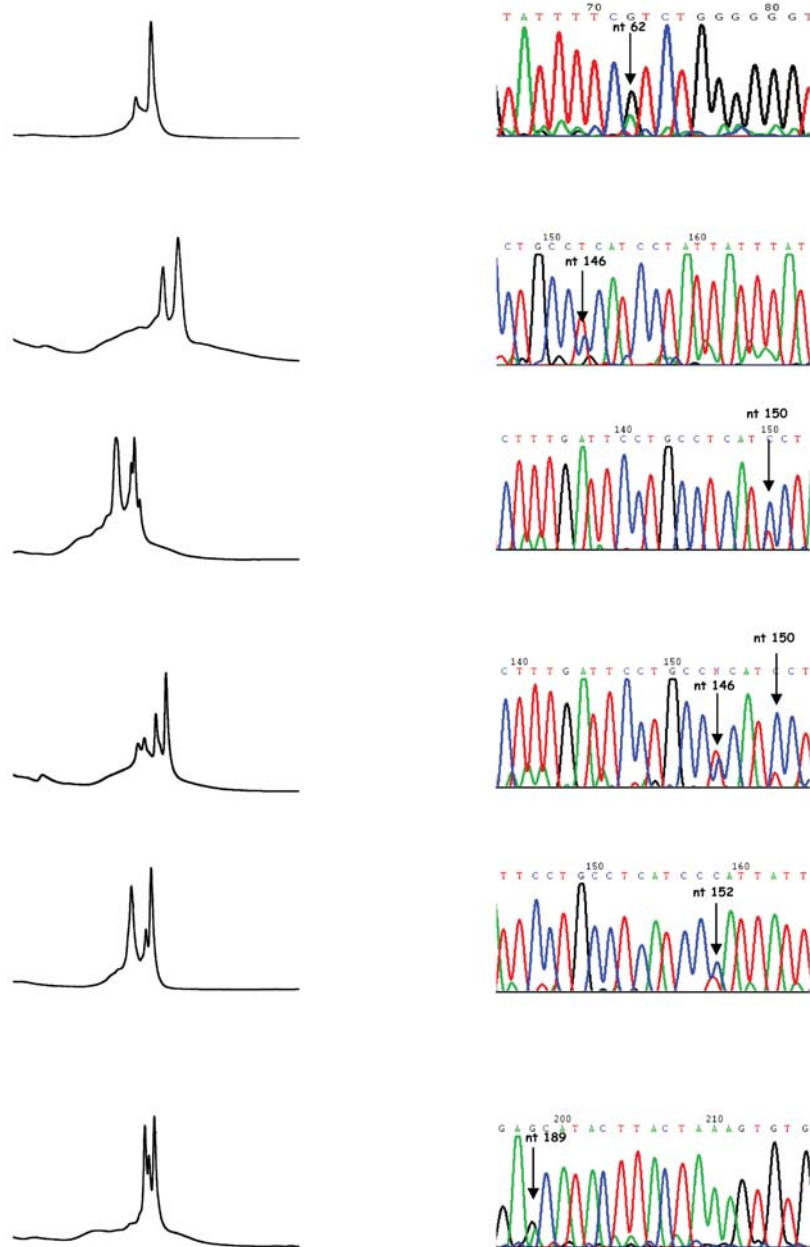 70 80
T A T T T T C G T C T G G G G G G T
nt 62
150 160
C T G C C T C A T C C T A T T A T T T A T
nt 146
nt 150
140 150
C T T T G A T T C C T G C C T C A T C C T
nt 150
140 150
C T T T G A T T C C T G C C N C A T C C T
nt 146
150 160
T T C C T G C C T C A T C C C A T T A T T
nt 152
200 210
G A G C A T A C T T A C T A A A G T G T G
nt 189